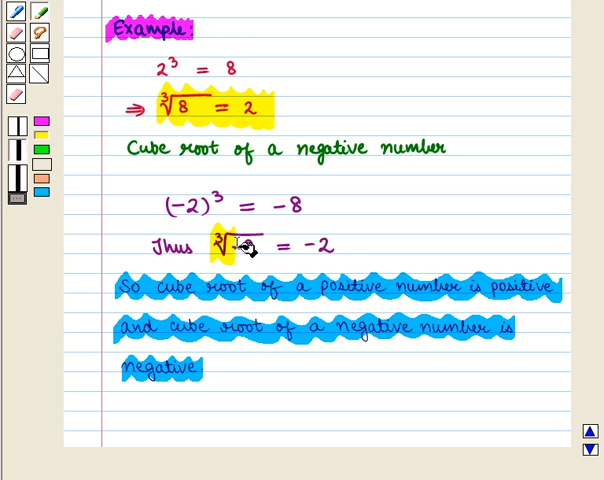 Example:
2³ = 8
⇒ ∛8 = 2
Cube root of a negative number
(-2)³ = -8
Thus ∛-8 = -2
So cube root of a positive number is positive
and cube root of a negative number is
negative.